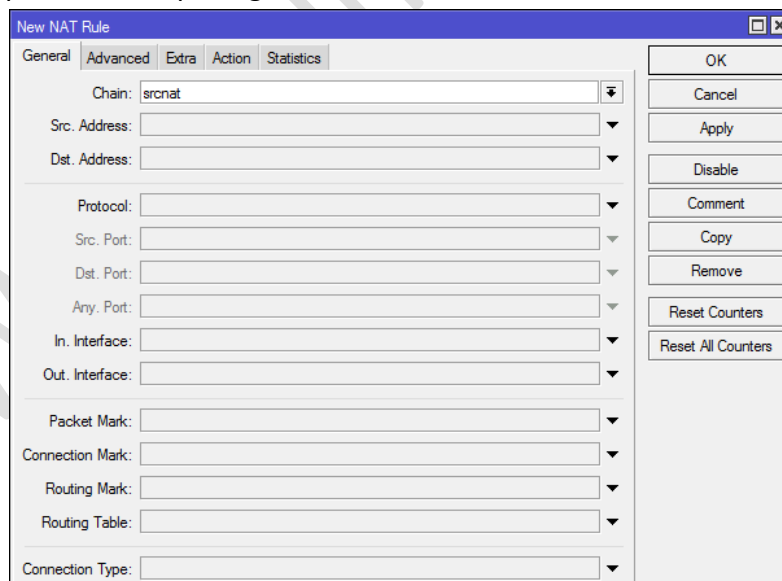 New NAT Rule
General Advanced Extra Action Statistics
OK
Chain: srcnat
Cancel
Src. Address:
Apply
Dst. Address:
Disable
Protocol:
Comment
Src. Port:
Copy
Dst. Port:
Remove
Any. Port:
Reset Counters
In. Interface:
Reset All Counters
Out. Interface:
Packet Mark:
Connection Mark:
Routing Mark:
Routing Table:
Connection Type: